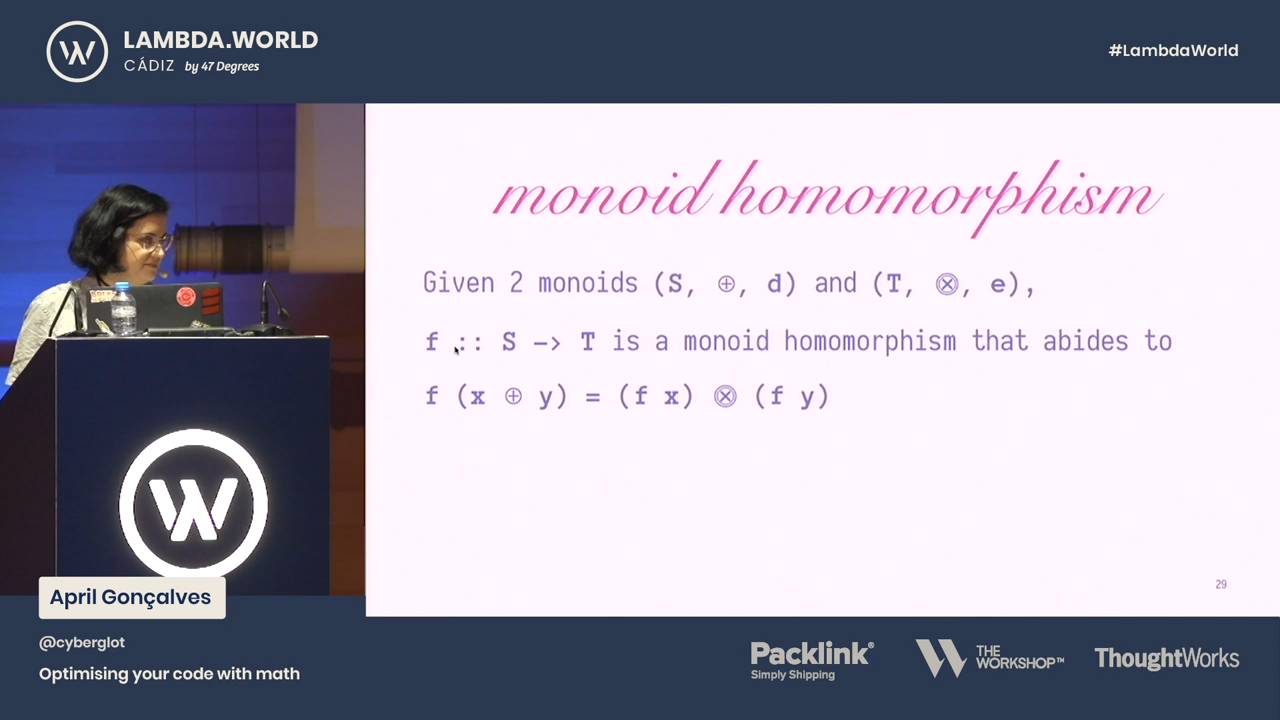 LAMBDA.WORLD
CÁDIZ by 47 Degrees
#LambdaWorld
monoid homomorphism
Given 2 monoids (S, ⊕, d) and (T, ⊗, e),
f :: S -> T is a monoid homomorphism that abides to
f (x ⊕ y) = (f x) ⊗ (f y)
29
W
April Gonçalves
@cyberglot
Optimising your code with math
Packlink®
Simply Shipping
THE
WORKSHOP™
ThoughtWorks